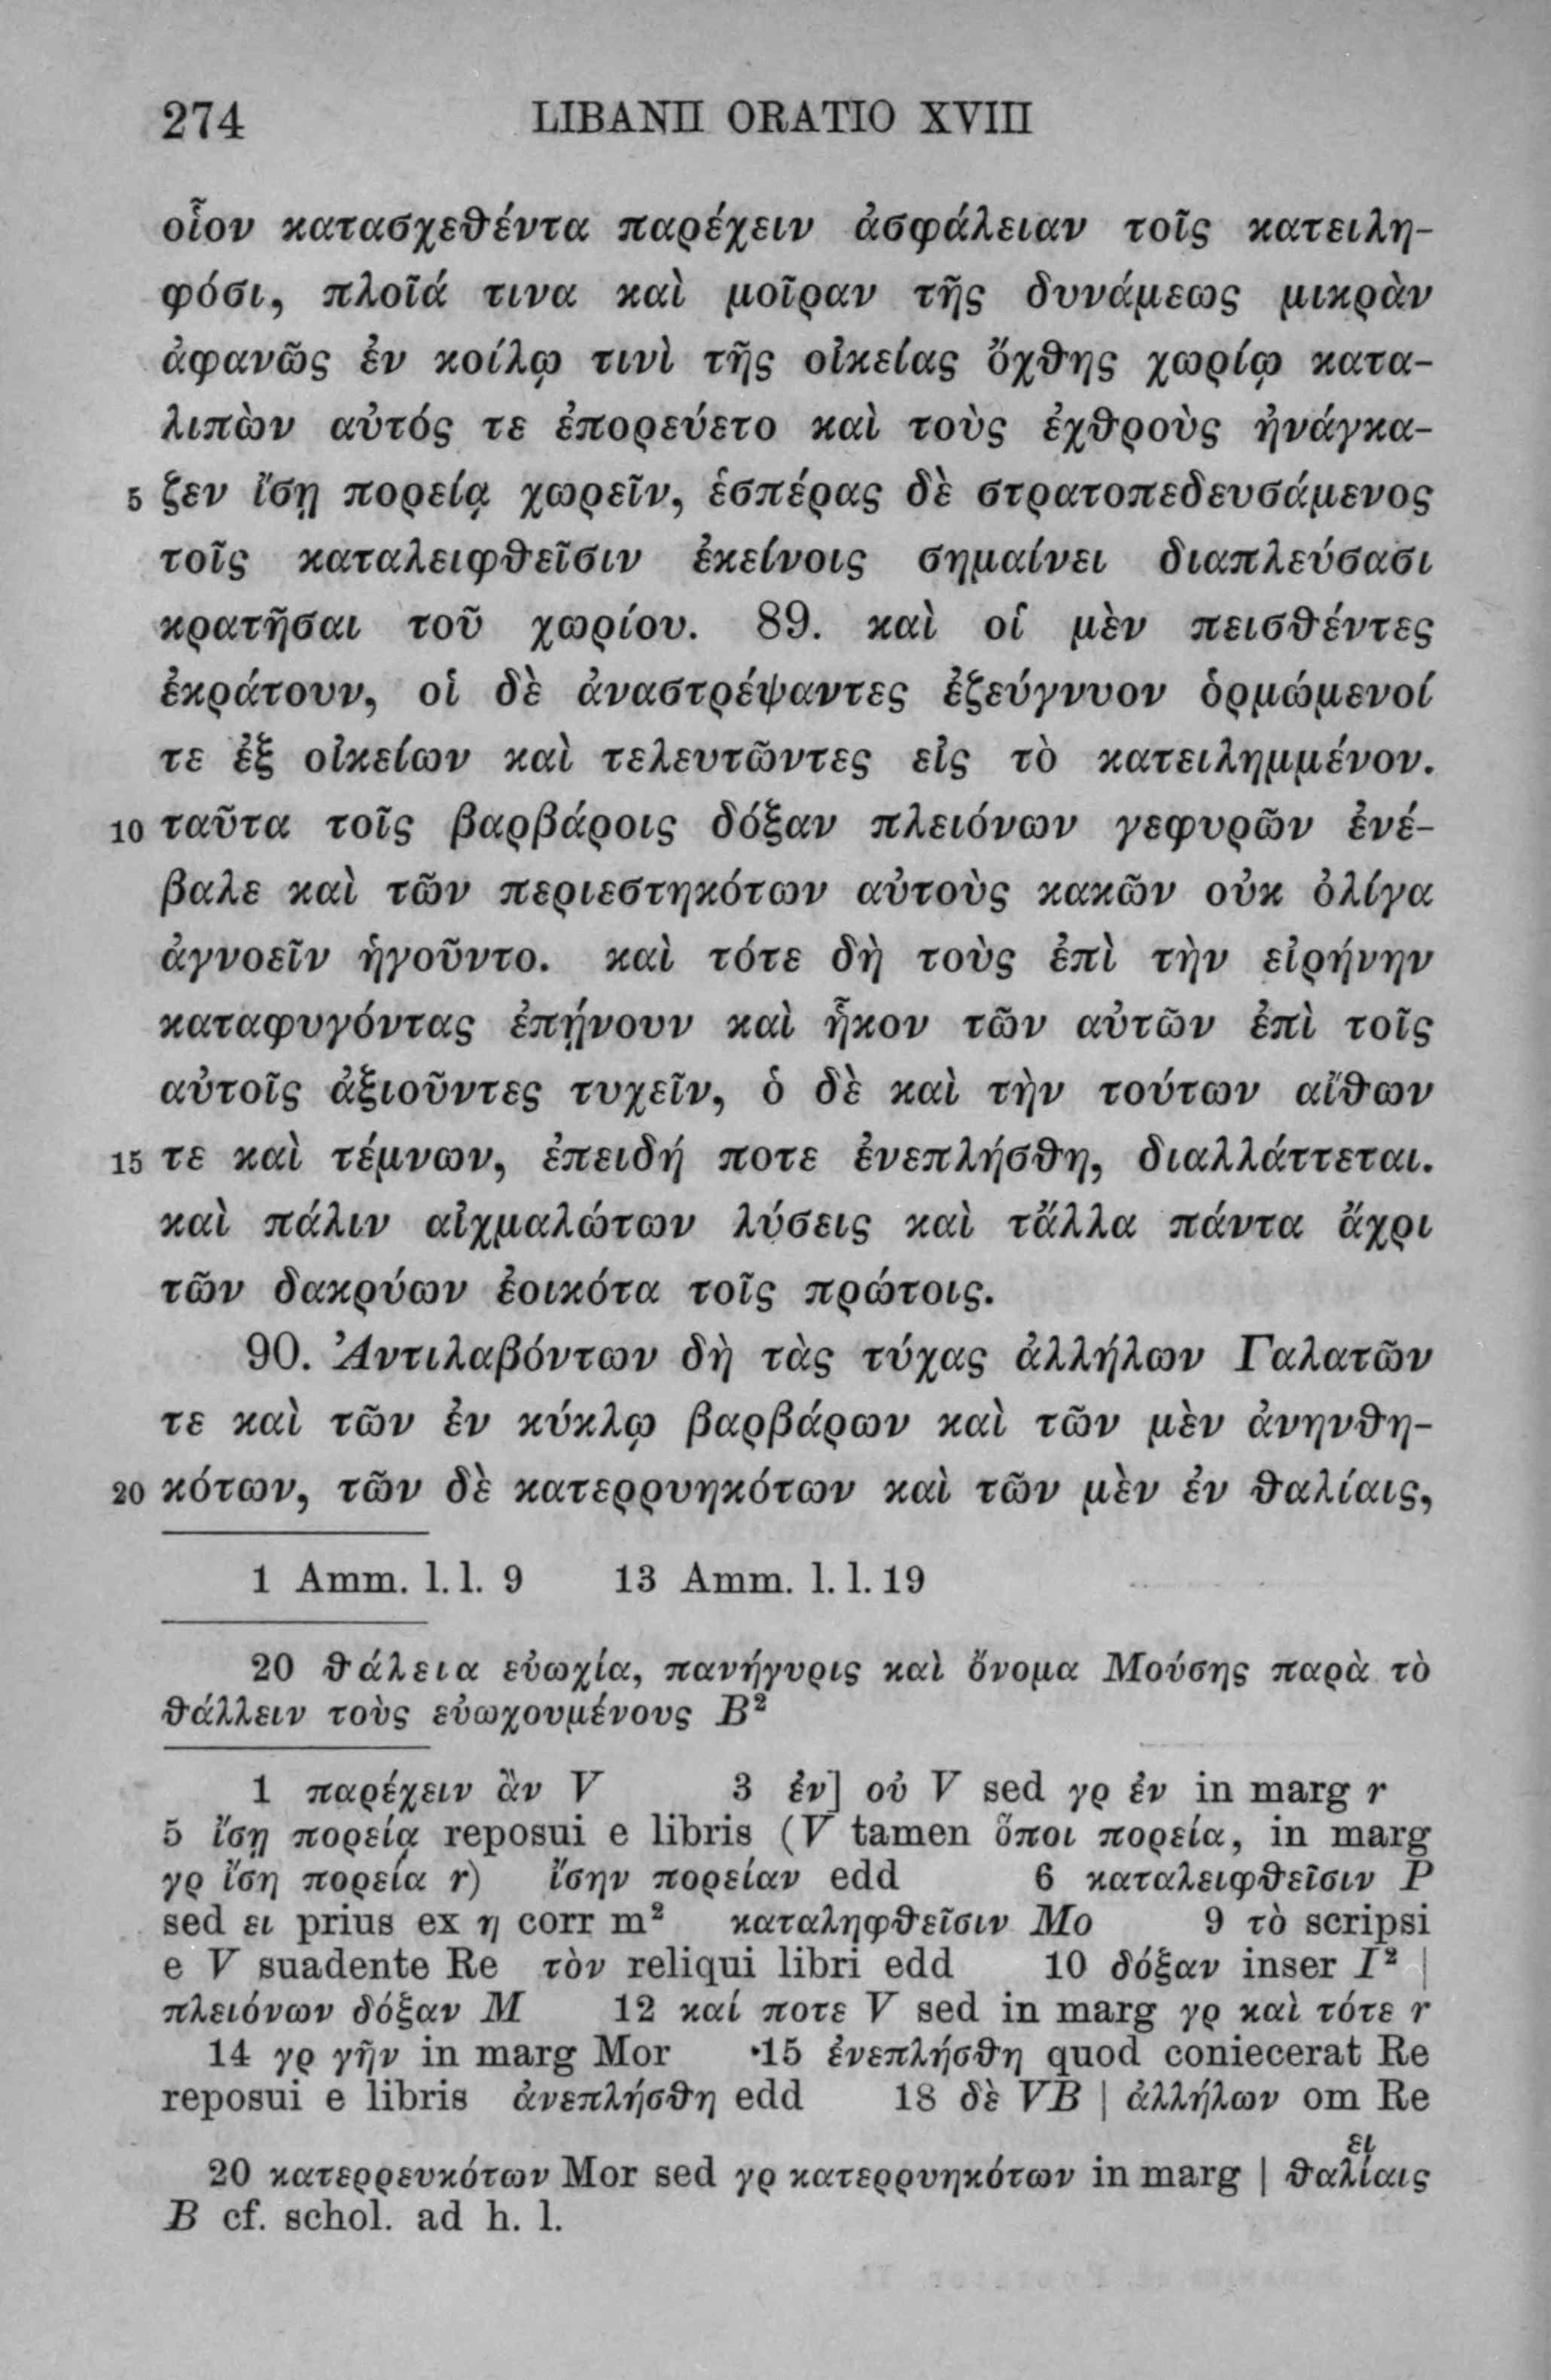 274 LIBANII ORATIO XVIII
οἷον κατασχεθέντα παρέχειν ἀσφάλειαν τοῖς κατειλη-
φόσι, πλοῖά τινα καὶ μοῖραν τῆς δυνάμεως μικρὰν
ἀφανῶς ἐν κοίλῳ τινὶ τῆς οἰκείας ὄχθης χωρίῳ κατα-
λιπὼν αὐτός τε ἐπορεύετο καὶ τοὺς ἐχθροὺς ἠνάγκα-
5 ζεν ἴσῃ πορείᾳ χωρεῖν, ἑσπέρας δὲ στρατοπεδευσάμενος
τοῖς καταλειφθεῖσιν ἐκείνοις σημαίνει διαπλεύσασι
κρατῆσαι τοῦ χωρίου. 89. καὶ οἱ μὲν πεισθέντες
ἐκράτουν, οἱ δὲ ἀναστρέψαντες ἐζεύγνυον ὁρμώμενοί
τε ἐξ οἰκείων καὶ τελευτῶντες εἰς τὸ κατειλημμένον.
10 ταῦτα τοῖς βαρβάροις δόξαν πλειόνων γεφυρῶν ἐνέ-
βαλε καὶ τῶν περιεστηκότων αὐτοὺς κακῶν οὐκ ὀλίγα
ἀγνοεῖν ἡγοῦντο. καὶ τότε δὴ τοὺς ἐπὶ τὴν εἰρήνην
καταφυγόντας ἐπῄνουν καὶ ἧκον τῶν αὐτῶν ἐπὶ τοῖς
αὐτοῖς ἀξιοῦντες τυχεῖν, ὁ δὲ καὶ τὴν τούτων αἴθων
15 τε καὶ τέμνων, ἐπειδή ποτε ἐνεπλήσθη, διαλλάττεται.
καὶ πάλιν αἰχμαλώτων λύσεις καὶ τἄλλα πάντα ἄχρι
τῶν δακρύων ἐοικότα τοῖς πρώτοις.
90. Ἀντιλαβόντων δὴ τὰς τύχας ἀλλήλων Γαλατῶν
τε καὶ τῶν ἐν κύκλῳ βαρβάρων καὶ τῶν μὲν ἀνηνθη-
20 κότων, τῶν δὲ κατερρυηκότων καὶ τῶν μὲν ἐν θαλίαις,
1 Amm. l. l. 9 13 Amm. l. l. 19
20 θάλεια εὐωχία, πανήγυρις καὶ ὄνομα Μούσης παρὰ τὸ
θάλλειν τοὺς εὐωχουμένους B²
1 παρέχειν ἂν V 3 ἐν] οὐ V sed γρ ἐν in marg r
5 ἴσῃ πορείᾳ reposui e libris (V tamen ὅποι πορεία, in marg
γρ ἴση πορεία r) ἴσην πορείαν edd 6 καταλειφθεῖσιν P
sed ει prius ex η corr m² καταληφθεῖσιν Mo 9 τὸ scripsi
e V suadente Re τὸν reliqui libri edd 10 δόξαν inser I² |
πλειόνων δόξαν M 12 καί ποτε V sed in marg γρ καὶ τότε r
14 γρ γῆν in marg Mor 15 ἐνεπλήσθη quod coniecerat Re
reposui e libris ἀνεπλήσθη edd 18 δὲ VB | ἀλλήλων om Re
20 κατερρευκότων Mor sed γρ κατερρυηκότων in marg | θαλίαις
ει
B cf. schol. ad h. l.